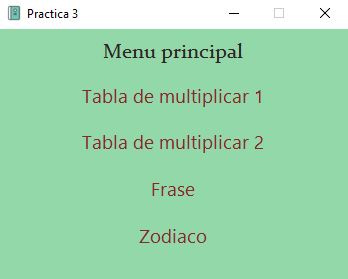 Practica 3
Menu principal
Tabla de multiplicar 1
Tabla de multiplicar 2
Frase
Zodiaco